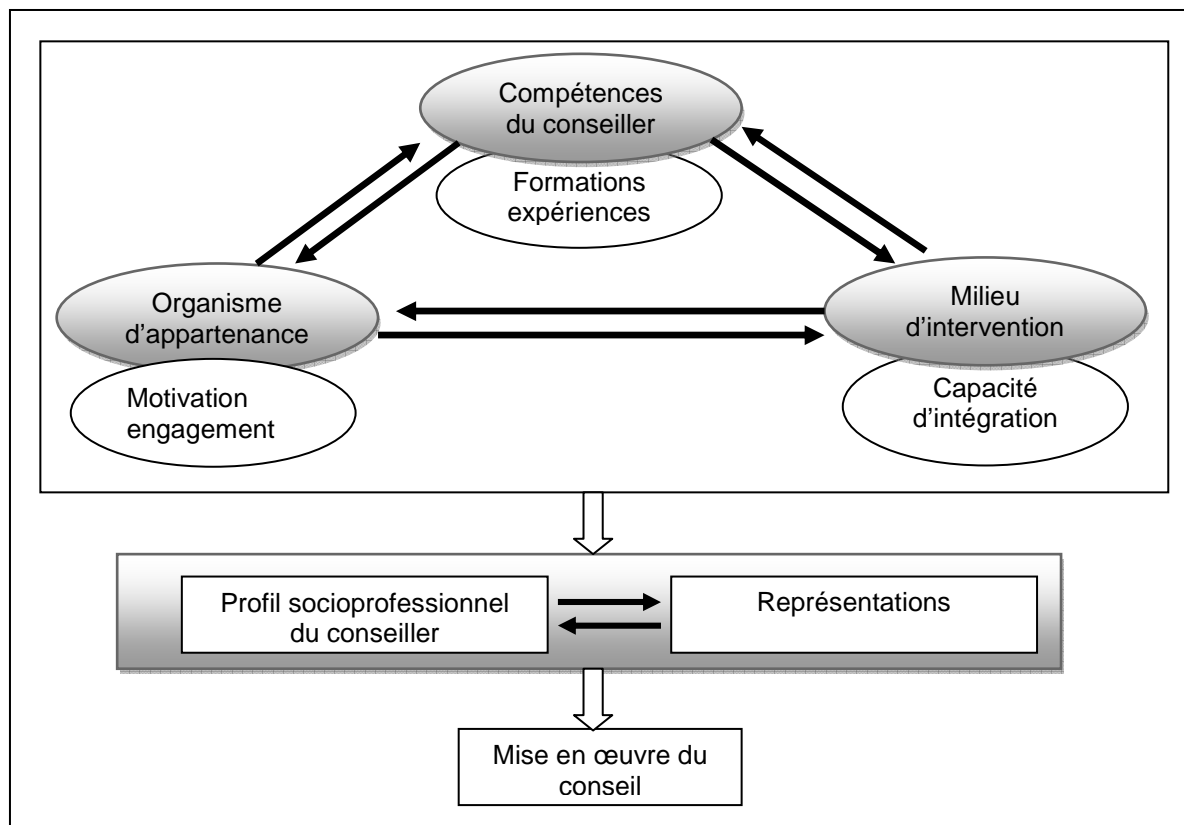 Compétences
du conseiller
Formations
expériences
Organisme
d'appartenance
Motivation
engagement
Milieu
d'intervention
Capacité
d'intégration
Profil socioprofessionnel
du conseiller
Représentations
Mise en œuvre du
conseil